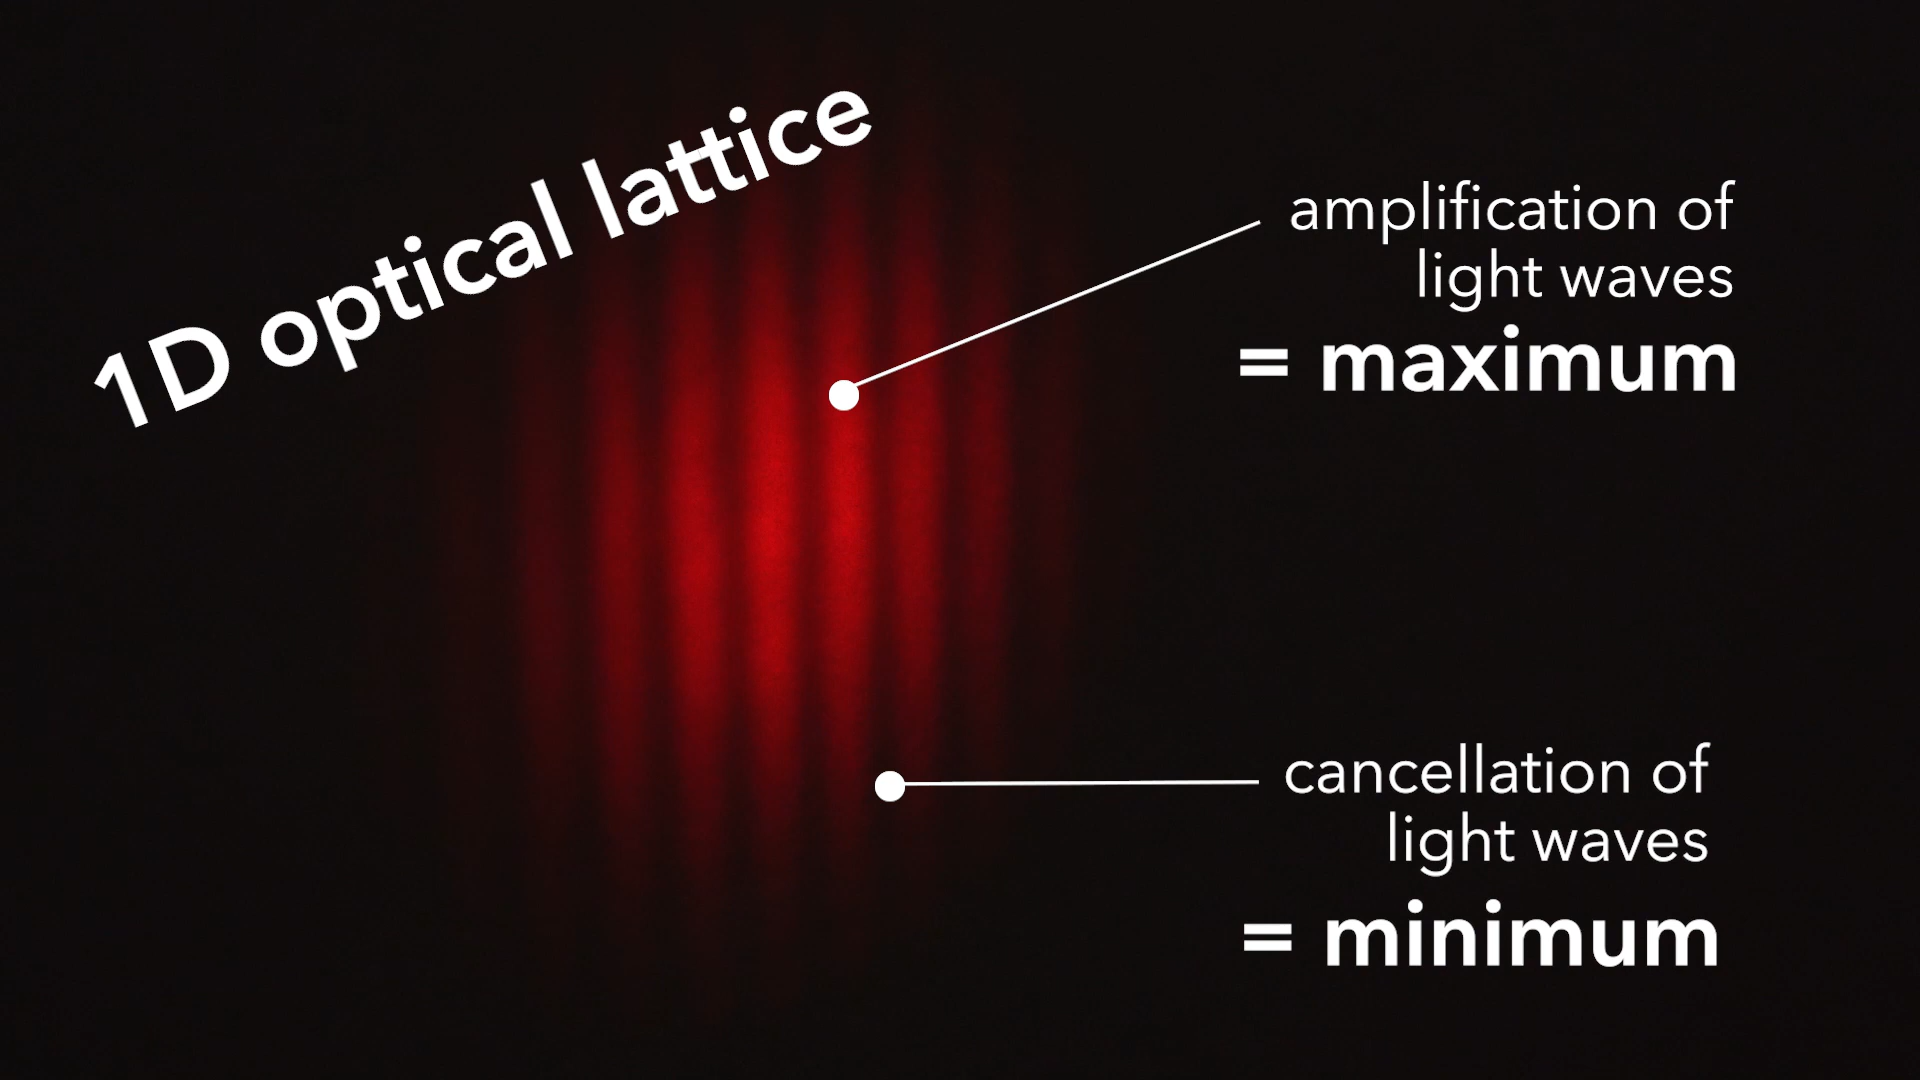 1D optical lattice
amplification of
light waves
= maximum
cancellation of
light waves
= minimum